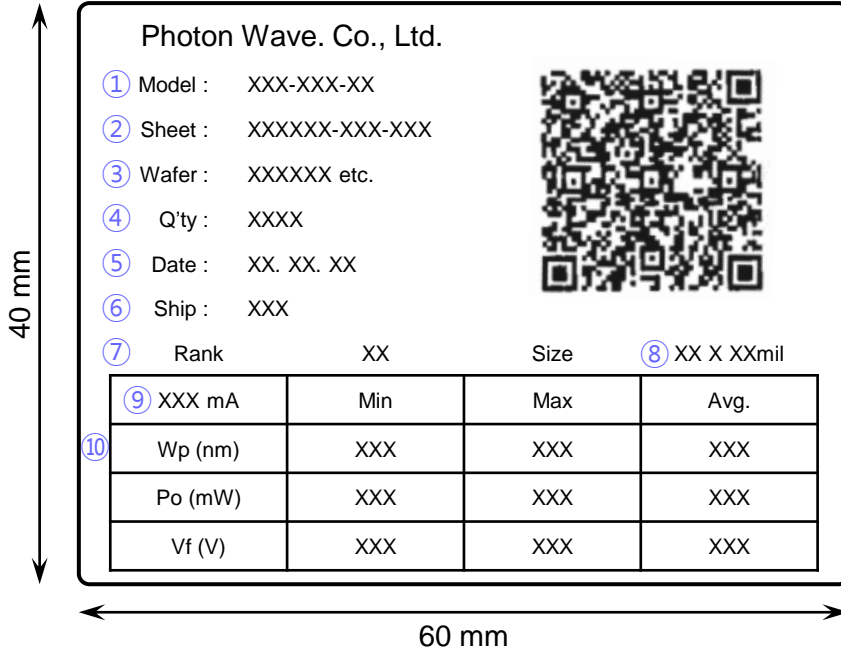 Photon Wave. Co., Ltd.
① Model : XXX-XXX-XX
② Sheet : XXXXXX-XXX-XXX
③ Wafer : XXXXXX etc.
④ Q'ty : XXXX
⑤ Date : XX. XX. XX
⑥ Ship : XXX
⑦ Rank XX Size ⑧ XX X XXmil
⑨ XXX mA Min Max Avg.
⑩ Wp (nm) XXX XXX XXX
Po (mW) XXX XXX XXX
Vf (V) XXX XXX XXX
40 mm
60 mm